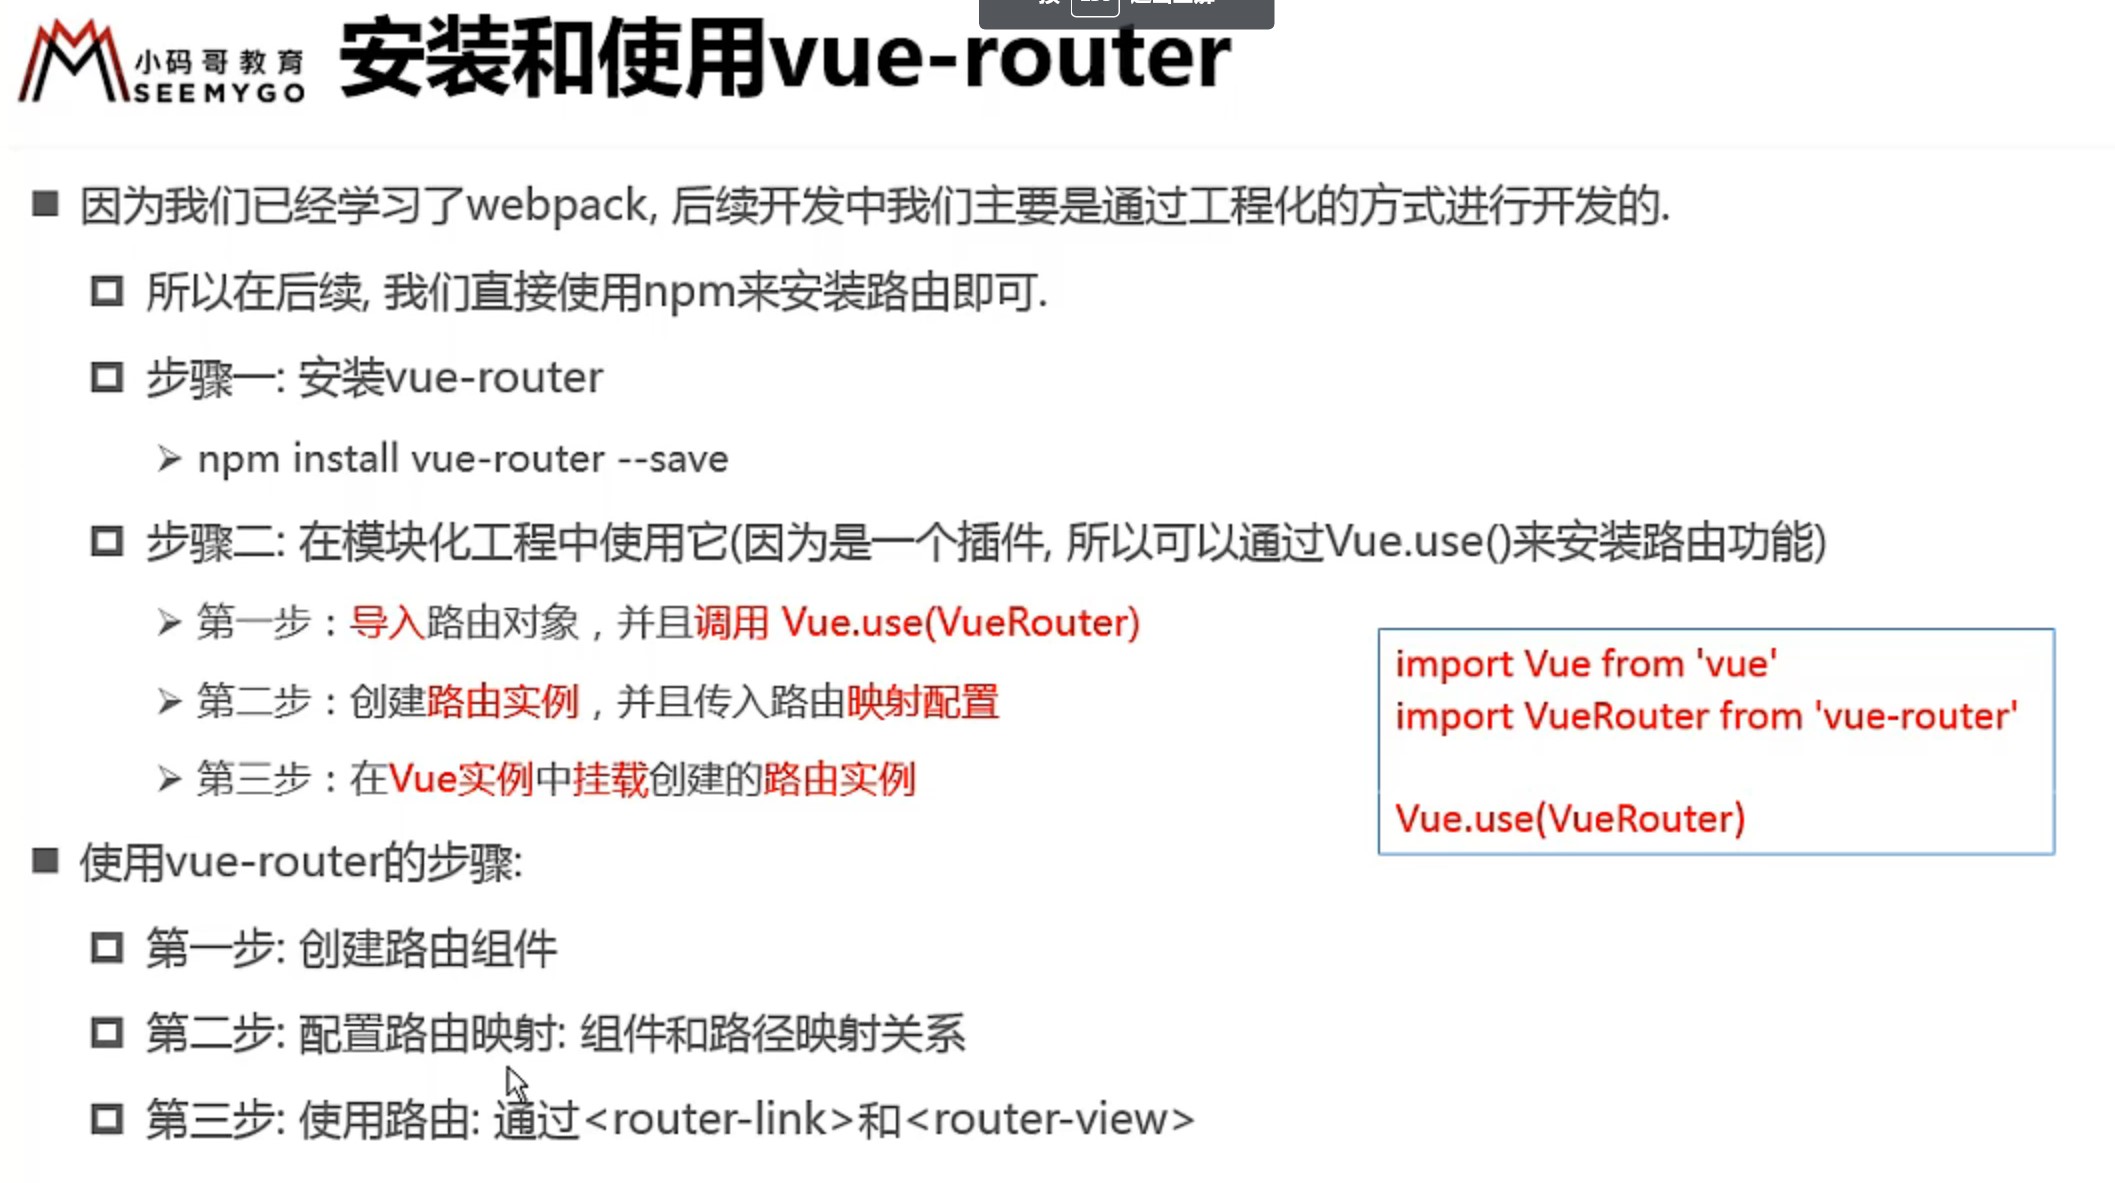 小码哥教育
SEEMYGO
安装和使用vue-router
因为我们已经学习了webpack, 后续开发中我们主要是通过工程化的方式进行开发的.
所以在后续, 我们直接使用npm来安装路由即可.
步骤一: 安装vue-router
npm install vue-router --save
步骤二: 在模块化工程中使用它(因为是一个插件, 所以可以通过Vue.use()来安装路由功能)
第一步：导入路由对象，并且调用 Vue.use(VueRouter)
第二步：创建路由实例，并且传入路由映射配置
第三步：在Vue实例中挂载创建的路由实例
import Vue from 'vue'
import VueRouter from 'vue-router'
Vue.use(VueRouter)
使用vue-router的步骤:
第一步: 创建路由组件
第二步: 配置路由映射: 组件和路径映射关系
第三步: 使用路由: 通过<router-link>和<router-view>